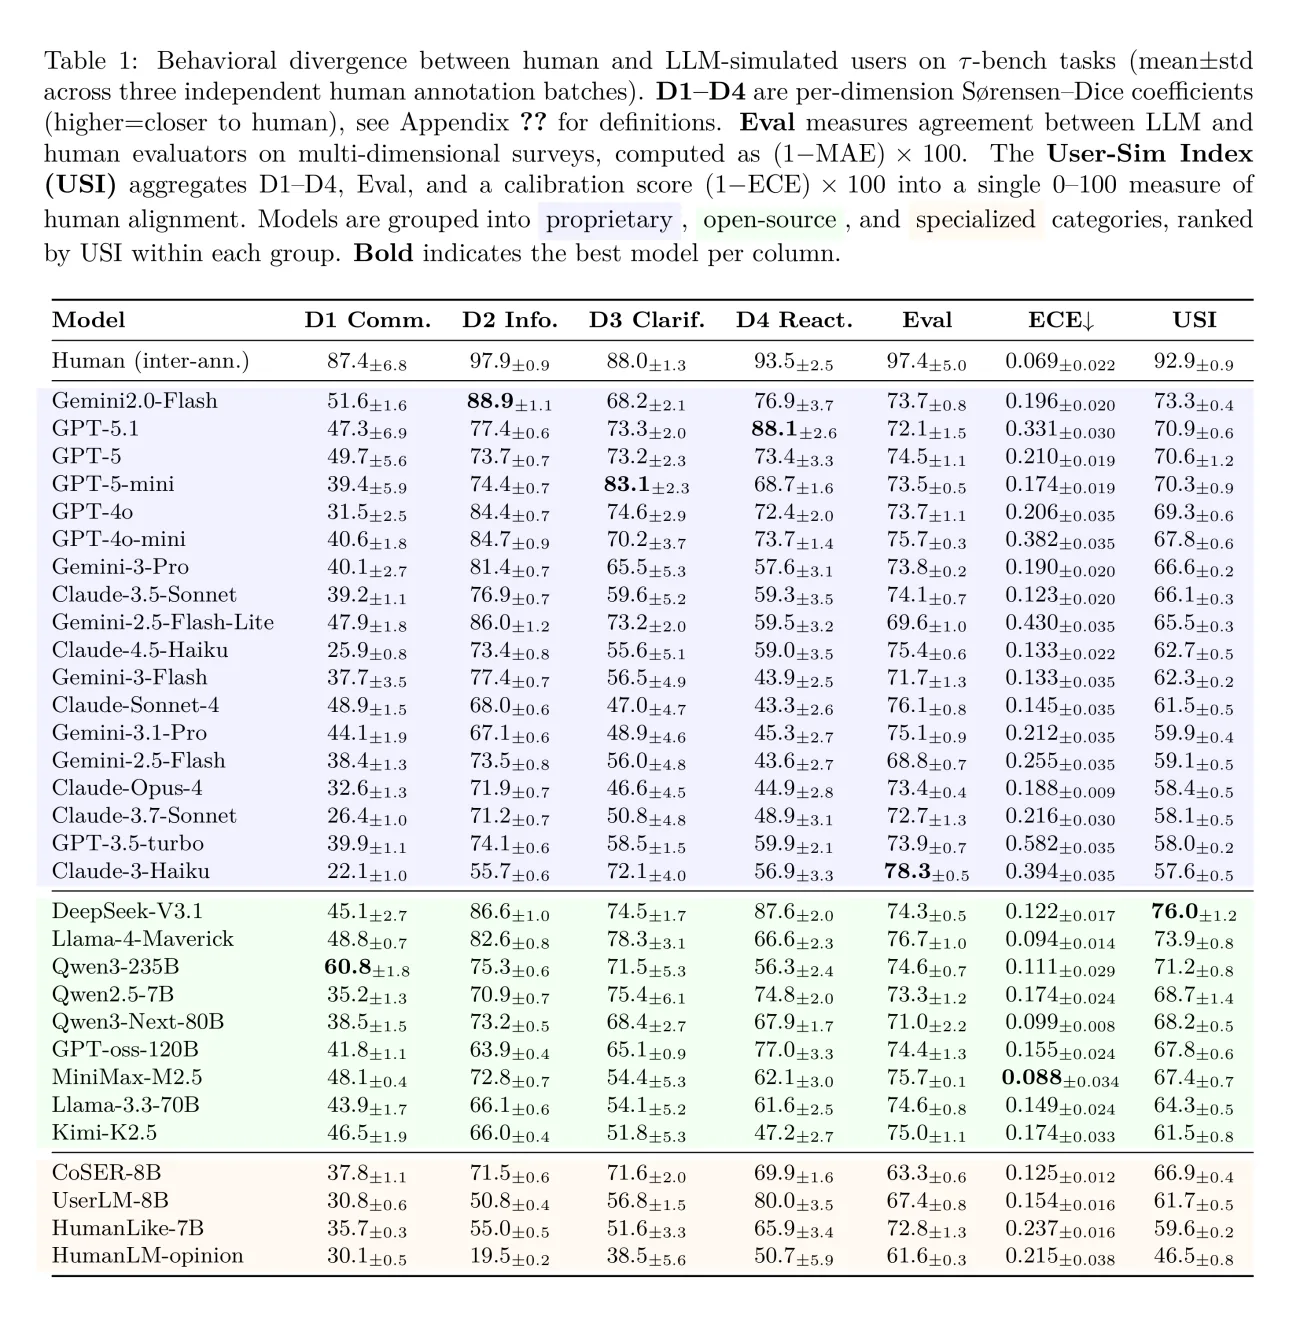 Table 1: Behavioral divergence between human and LLM-simulated users on τ-bench tasks (mean±std
across three independent human annotation batches). D1–D4 are per-dimension Sørensen–Dice coefficients
(higher=closer to human), see Appendix ?? for definitions. Eval measures agreement between LLM and
human evaluators on multi-dimensional surveys, computed as (1−MAE) × 100. The User-Sim Index
(USI) aggregates D1–D4, Eval, and a calibration score (1−ECE) × 100 into a single 0–100 measure of
human alignment. Models are grouped into proprietary, open-source, and specialized categories, ranked
by USI within each group. Bold indicates the best model per column.
Model D1 Comm. D2 Info. D3 Clarif. D4 React. Eval ECE↓ USI
Human (inter-ann.) 87.4±6.8 97.9±0.9 88.0±1.3 93.5±2.5 97.4±5.0 0.069±0.022 92.9±0.9
Gemini2.0-Flash 51.6±1.6 88.9±1.1 68.2±2.1 76.9±3.7 73.7±0.8 0.196±0.020 73.3±0.4
GPT-5.1 47.3±6.9 77.4±0.6 73.3±2.0 88.1±2.6 72.1±1.5 0.331±0.030 70.9±0.6
GPT-5 49.7±5.6 73.7±0.7 73.2±2.3 73.4±3.3 74.5±1.1 0.210±0.019 70.6±1.2
GPT-5-mini 39.4±5.9 74.4±0.7 83.1±2.3 68.7±1.6 73.5±0.5 0.174±0.019 70.3±0.9
GPT-4o 31.5±2.5 84.4±0.7 74.6±2.9 72.4±2.0 73.7±1.1 0.206±0.035 69.3±0.6
GPT-4o-mini 40.6±1.8 84.7±0.9 70.2±3.7 73.7±1.4 75.7±0.3 0.382±0.035 67.8±0.6
Gemini-3-Pro 40.1±2.7 81.4±0.7 65.5±5.3 57.6±3.1 73.8±0.2 0.190±0.020 66.6±0.2
Claude-3.5-Sonnet 39.2±1.1 76.9±0.7 59.6±5.2 59.3±3.5 74.1±0.7 0.123±0.020 66.1±0.3
Gemini-2.5-Flash-Lite 47.9±1.8 86.0±1.2 73.2±2.0 59.5±3.2 69.6±1.0 0.430±0.035 65.5±0.3
Claude-4.5-Haiku 25.9±0.8 73.4±0.8 55.6±5.1 59.0±3.5 75.4±0.6 0.133±0.022 62.7±0.5
Gemini-3-Flash 37.7±3.5 77.4±0.7 56.5±4.9 43.9±2.5 71.7±1.3 0.133±0.035 62.3±0.2
Claude-Sonnet-4 48.9±1.5 68.0±0.6 47.0±4.7 43.3±2.6 76.1±0.8 0.145±0.035 61.5±0.5
Gemini-3.1-Pro 44.1±1.9 67.1±0.6 48.9±4.6 45.3±2.7 75.1±0.9 0.212±0.035 59.9±0.4
Gemini-2.5-Flash 38.4±1.3 73.5±0.8 56.0±4.8 43.6±2.7 68.8±0.7 0.255±0.035 59.1±0.5
Claude-Opus-4 32.6±1.3 71.9±0.7 46.6±4.5 44.9±2.8 73.4±0.4 0.188±0.009 58.4±0.5
Claude-3.7-Sonnet 26.4±1.0 71.2±0.7 50.8±4.8 48.9±3.1 72.7±1.3 0.216±0.030 58.1±0.5
GPT-3.5-turbo 39.9±1.1 74.1±0.6 58.5±1.5 59.9±2.1 73.9±0.7 0.582±0.035 58.0±0.2
Claude-3-Haiku 22.1±1.0 55.7±0.6 72.1±4.0 56.9±3.3 78.3±0.5 0.394±0.035 57.6±0.5
DeepSeek-V3.1 45.1±2.7 86.6±1.0 74.5±1.7 87.6±2.0 74.3±0.5 0.122±0.017 76.0±1.2
Llama-4-Maverick 48.8±0.7 82.6±0.8 78.3±3.1 66.6±2.3 76.7±1.0 0.094±0.014 73.9±0.8
Qwen3-235B 60.8±1.8 75.3±0.6 71.5±5.3 56.3±2.4 74.6±0.7 0.111±0.029 71.2±0.8
Qwen2.5-7B 35.2±1.3 70.9±0.7 75.4±6.1 74.8±2.0 73.3±1.2 0.174±0.024 68.7±1.4
Qwen3-Next-80B 38.5±1.5 73.2±0.5 68.4±2.7 67.9±1.7 71.0±2.2 0.099±0.008 68.2±0.5
GPT-oss-120B 41.8±1.1 63.9±0.4 65.1±0.9 77.0±3.3 74.4±1.3 0.155±0.024 67.8±0.6
MiniMax-M2.5 48.1±0.4 72.8±0.7 54.4±5.3 62.1±3.0 75.7±0.1 0.088±0.034 67.4±0.7
Llama-3.3-70B 43.9±1.7 66.1±0.6 54.1±5.2 61.6±2.5 74.6±0.8 0.149±0.024 64.3±0.5
Kimi-K2.5 46.5±1.9 66.0±0.4 51.8±5.3 47.2±2.7 75.0±1.1 0.174±0.033 61.5±0.8
CoSER-8B 37.8±1.1 71.5±0.6 71.6±2.0 69.9±1.6 63.3±0.6 0.125±0.012 66.9±0.4
UserLM-8B 30.8±0.6 50.8±0.4 56.8±1.5 80.0±3.5 67.4±0.8 0.154±0.016 61.7±0.5
HumanLike-7B 35.7±0.3 55.0±0.5 51.6±3.3 65.9±3.4 72.8±1.3 0.237±0.016 59.6±0.2
HumanLM-opinion 30.1±0.5 19.5±0.2 38.5±5.6 50.7±5.9 61.6±0.3 0.215±0.038 46.5±0.8